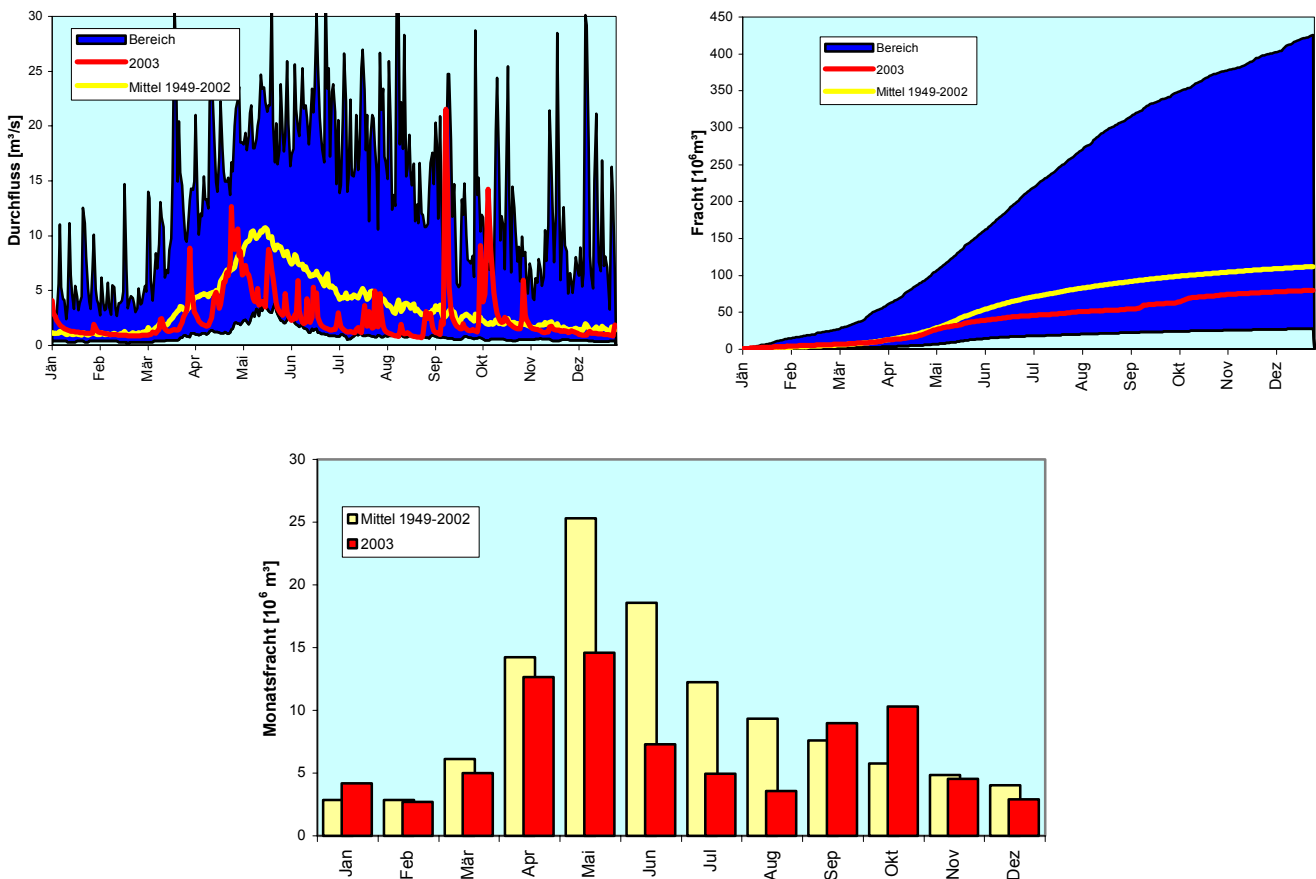 Durchfluss [m³/s]
30
25
20
15
10
5
0
Bereich
2003
Mittel 1949-2002
Jän
Feb
Mär
Apr
Mai
Jun
Jul
Aug
Sep
Okt
Nov
Dez
Fracht [10⁶m³]
450
400
350
300
250
200
150
100
50
0
Bereich
2003
Mittel 1949-2002
Jän
Feb
Mär
Apr
Mai
Jun
Jul
Aug
Sep
Okt
Nov
Dez
Monatsfracht [10⁶ m³]
30
25
20
15
10
5
0
Mittel 1949-2002
2003
Jan
Feb
Mär
Apr
Mai
Jun
Jul
Aug
Sep
Okt
Nov
Dez